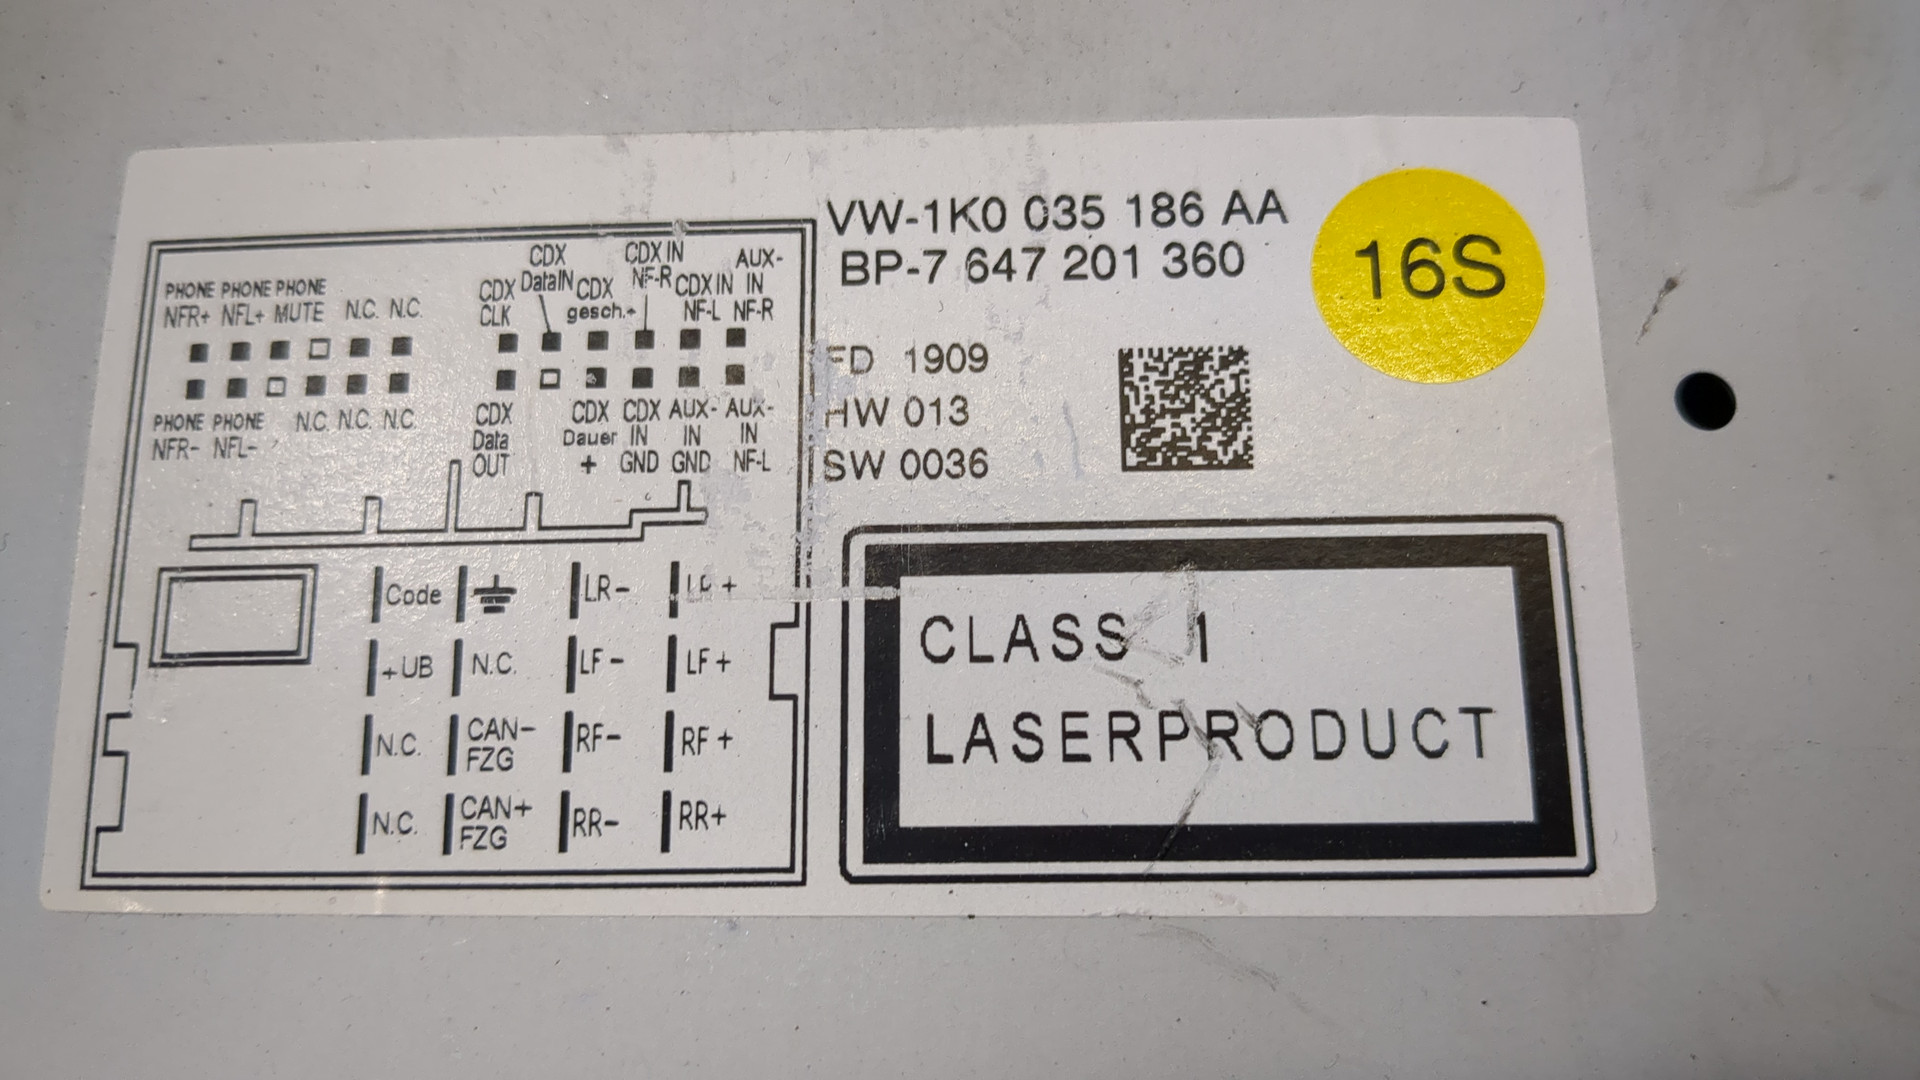 VW-1K0 035 186 AA
BP-7 647 201 360
16S
FD 1909
HW 013
SW 0036
CLASS 1
LASERPRODUCT
PHONE PHONE PHONE
NFR+ NFL+ MUTE N.C. N.C.
PHONE PHONE N.C. N.C. N.C.
NFR- NFL-
CDX CLK
CDX DataIN
CDX gesch.+
CDX IN NF-R
CDX IN NF-L
AUX-IN NF-R
CDX Data OUT
CDX Dauer +
CDX IN GND
AUX-IN GND
AUX-IN NF-L
Code LR- +
+UB N.C. LF- LF+
N.C. CAN- FZG RF- RF+
N.C. CAN+ FZG RR- RR+